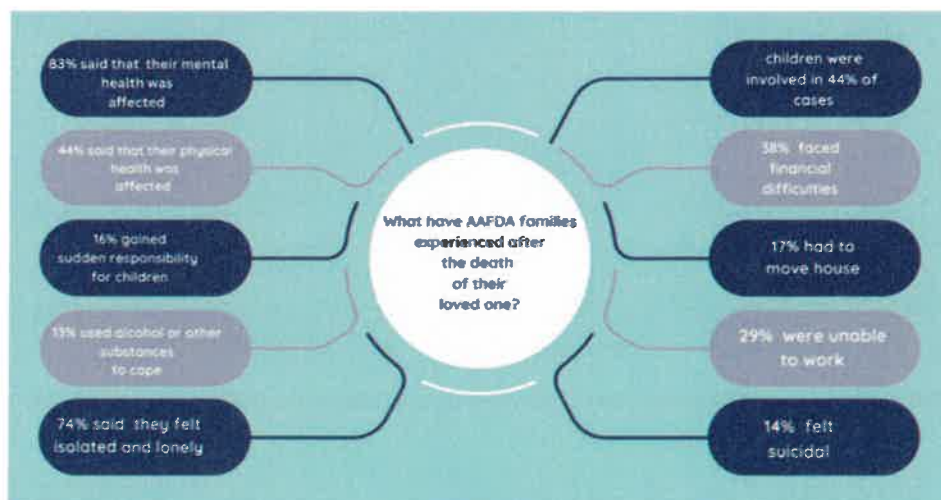 83% said that their mental
health was
affected
44% said that their physical
health was
affected
16% gained
sudden responsibility
for children
13% used alcohol or other
substances
to cope
74% said they felt
isolated and lonely
What have AAFDA families
experienced after
the death
of their
loved one?
children were
involved in 44% of
cases
38% faced
financial
difficulties
17% had to
move house
29% were unable
to work
14% felt
suicidal